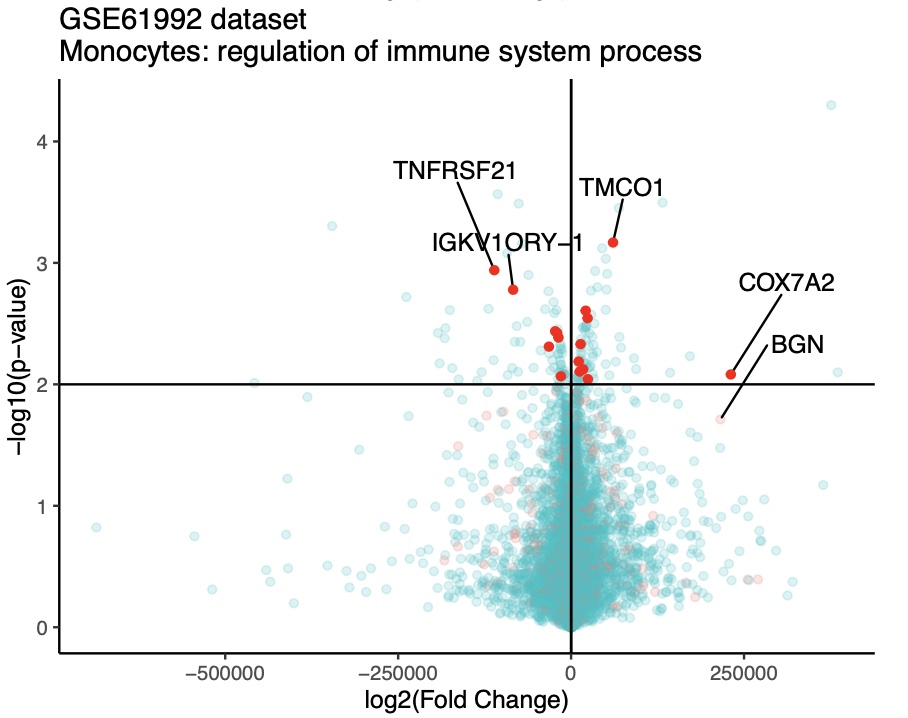 GSE61992 dataset
Monocytes: regulation of immune system process
TNFRSF21
TMCO1
IGKV1ORY−1
COX7A2
BGN
4
3
2
1
0
−log10(p−value)
−500000
−250000
0
250000
log2(Fold Change)